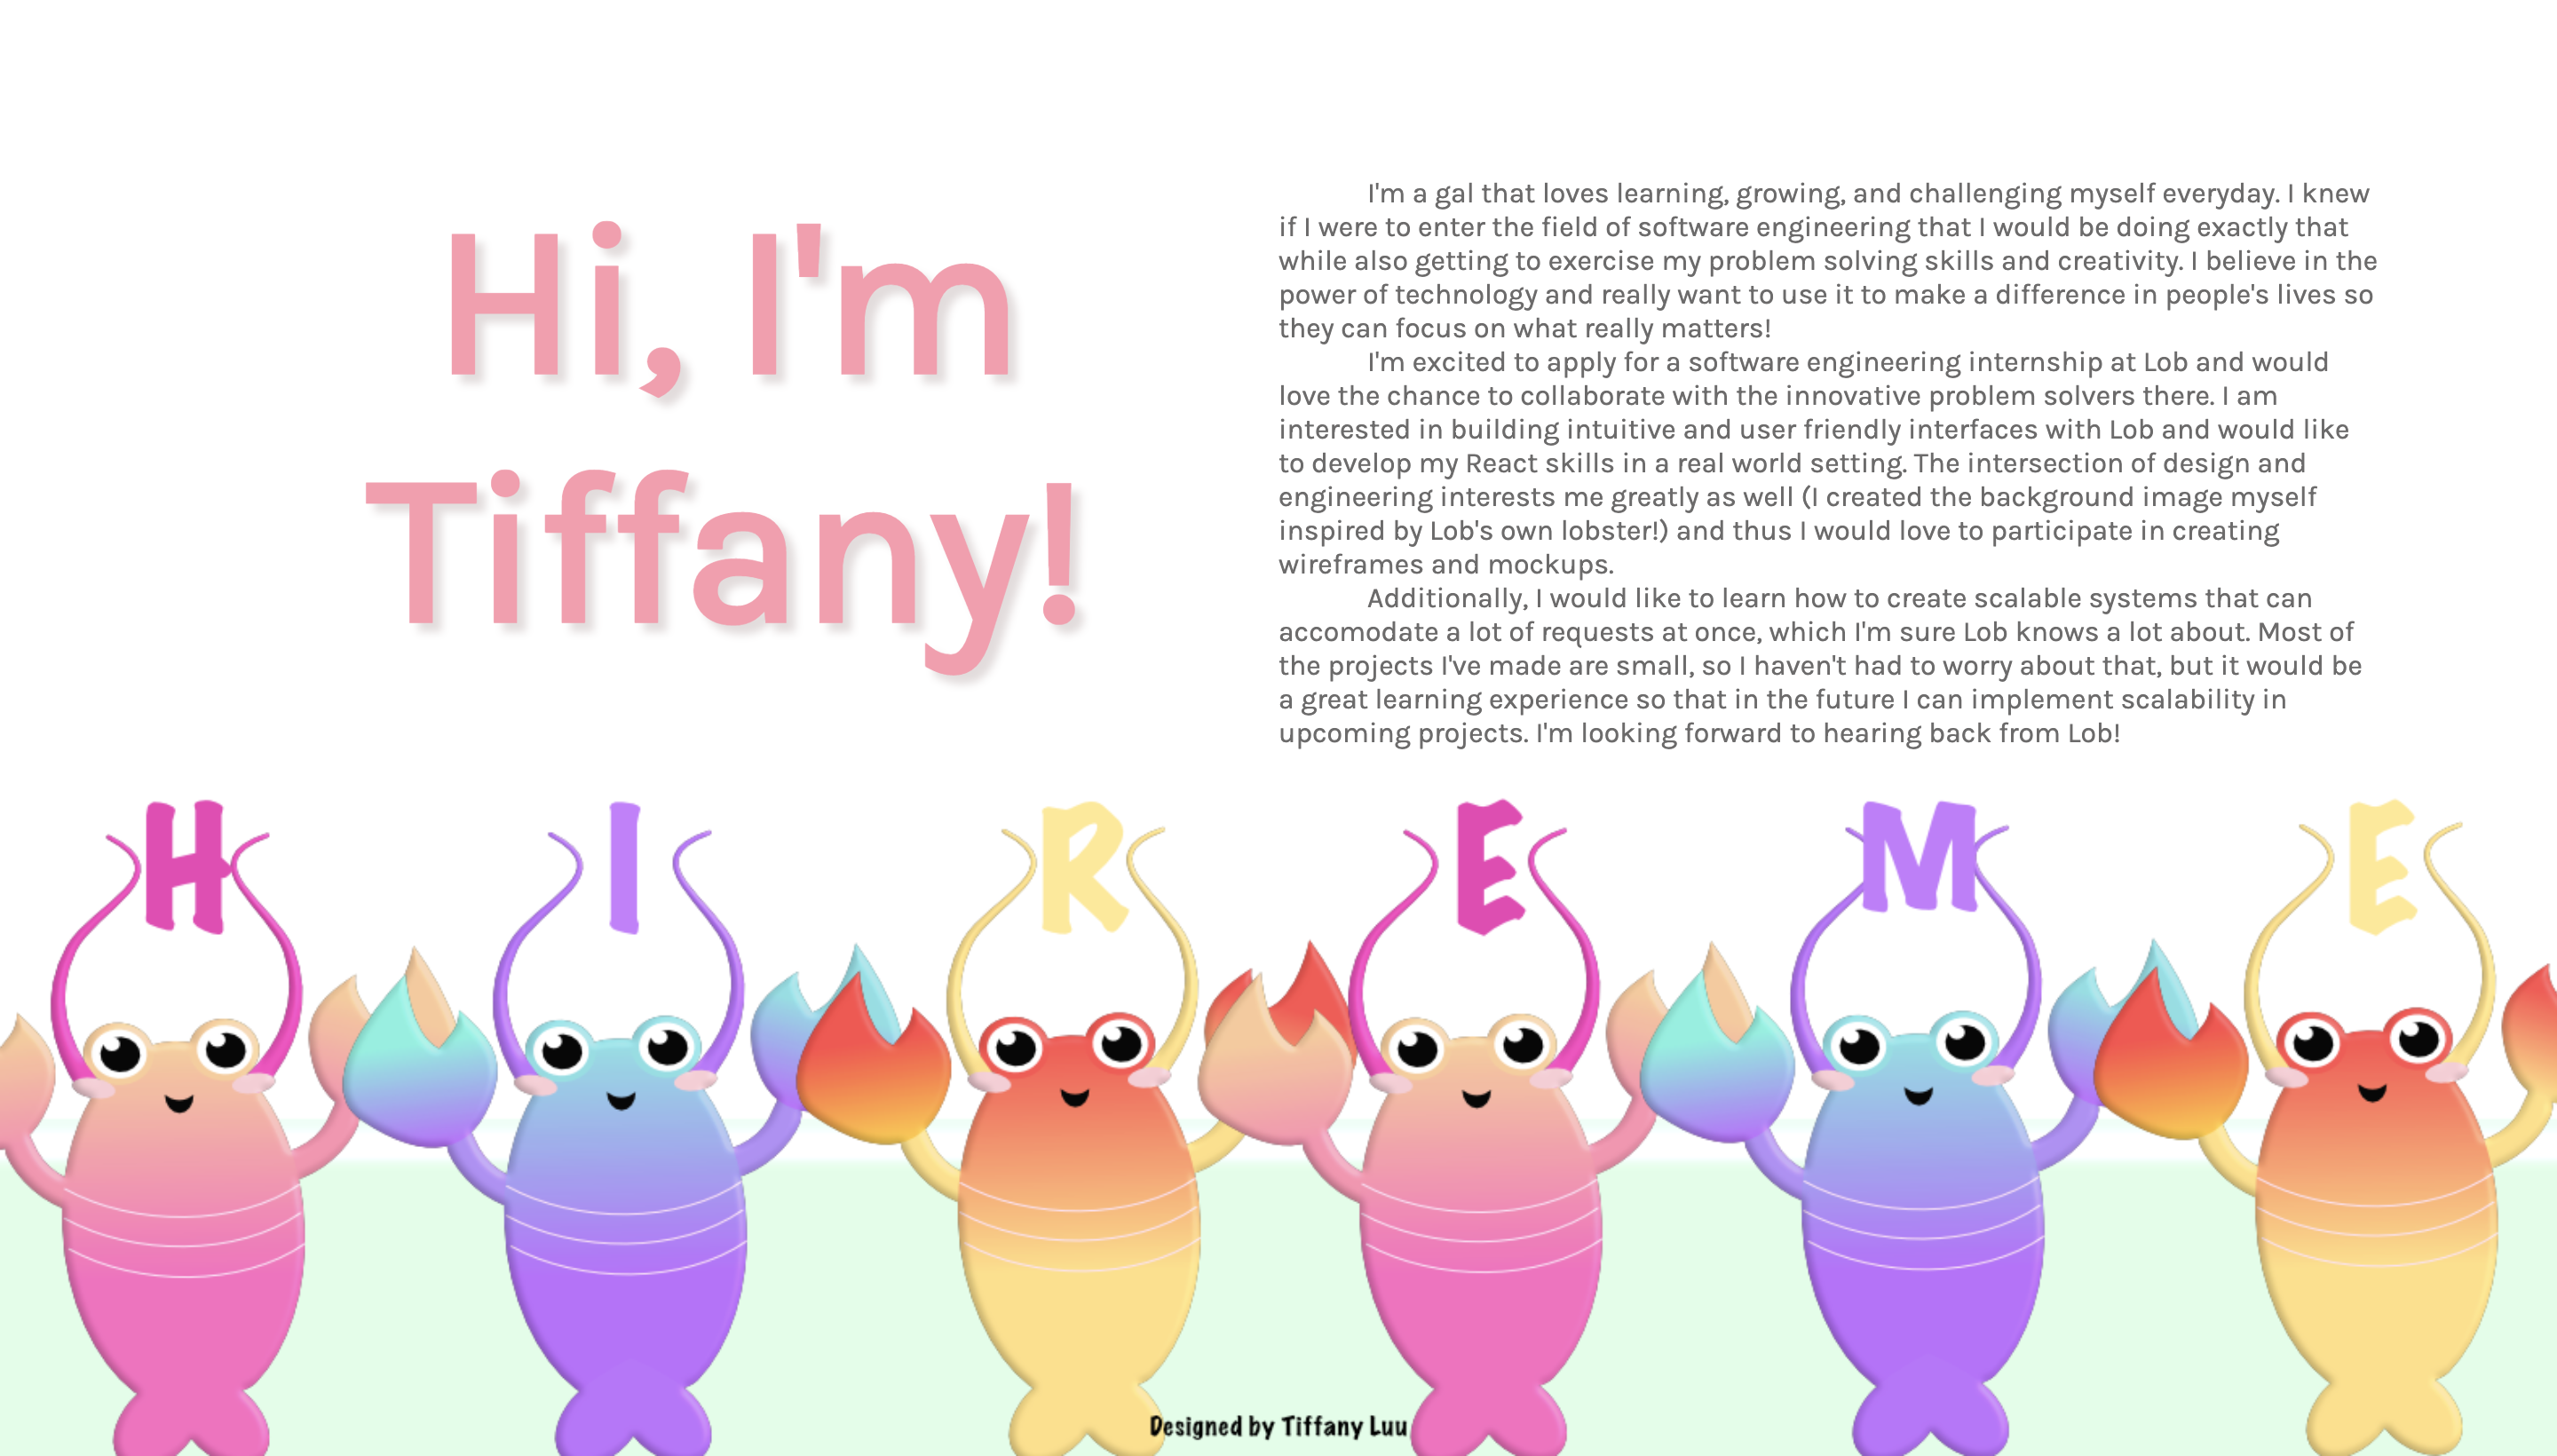 Hi, I'm
Tiffany!
I'm a gal that loves learning, growing, and challenging myself everyday. I knew
if I were to enter the field of software engineering that I would be doing exactly that
while also getting to exercise my problem solving skills and creativity. I believe in the
power of technology and really want to use it to make a difference in people's lives so
they can focus on what really matters!
I'm excited to apply for a software engineering internship at Lob and would
love the chance to collaborate with the innovative problem solvers there. I am
interested in building intuitive and user friendly interfaces with Lob and would like
to develop my React skills in a real world setting. The intersection of design and
engineering interests me greatly as well (I created the background image myself
inspired by Lob's own lobster!) and thus I would love to participate in creating
wireframes and mockups.
Additionally, I would like to learn how to create scalable systems that can
accomodate a lot of requests at once, which I'm sure Lob knows a lot about. Most of
the projects I've made are small, so I haven't had to worry about that, but it would be
a great learning experience so that in the future I can implement scalability in
upcoming projects. I'm looking forward to hearing back from Lob!
H I R E M E
Designed by Tiffany Luu